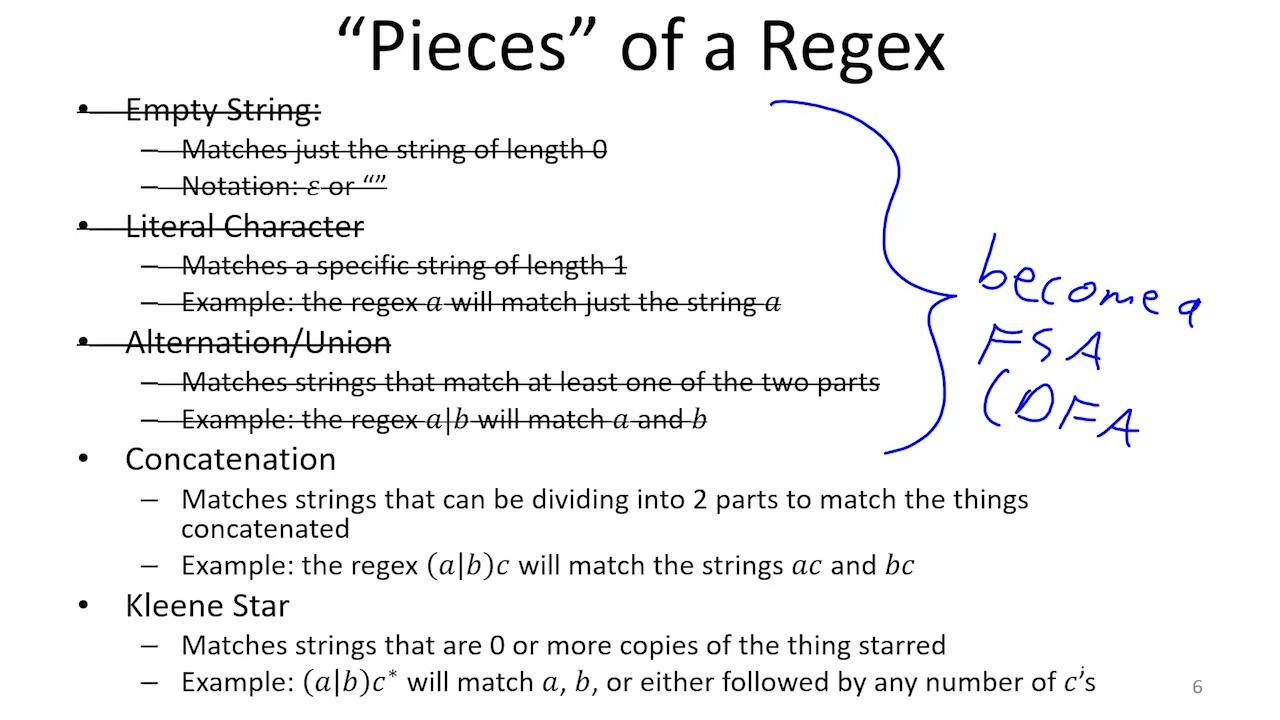 “Pieces” of a Regex
• Empty String:
– Matches just the string of length 0
– Notation: ε or “”
• Literal Character
– Matches a specific string of length 1
– Example: the regex a will match just the string a
• Alternation/Union
– Matches strings that match at least one of the two parts
– Example: the regex a|b will match a and b
• Concatenation
– Matches strings that can be dividing into 2 parts to match the things
concatenated
– Example: the regex (a|b)c will match the strings ac and bc
• Kleene Star
– Matches strings that are 0 or more copies of the thing starred
– Example: (a|b)c* will match a, b, or either followed by any number of c’s
become a
FSA
(DFA
6